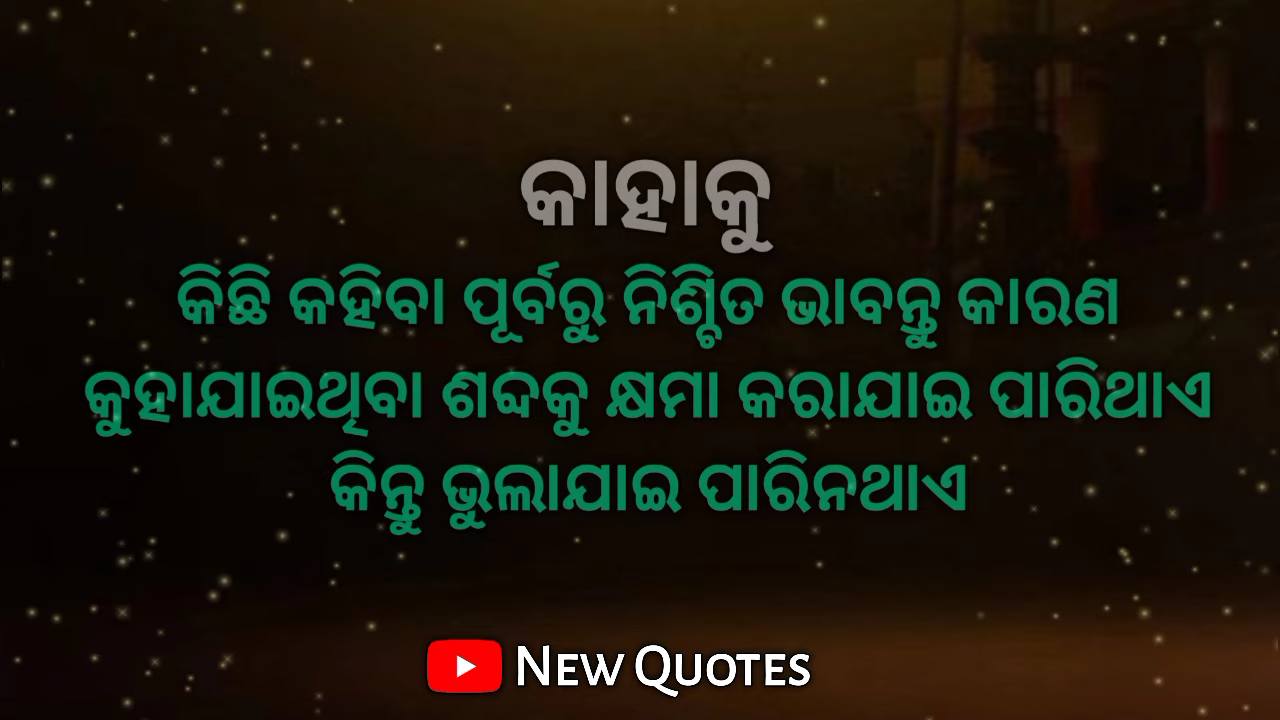 କାହାକୁ
କିଛି କହିବା ପୂର୍ବରୁ ନିଶ୍ଚିତ ଭାବନ୍ତୁ କାରଣ
କୁହାଯାଇଥିବା ଶବ୍ଦକୁ କ୍ଷମା କରାଯାଇ ପାରିଥାଏ
କିନ୍ତୁ ଭୁଲାଯାଇ ପାରିନଥାଏ
NEW QUOTES